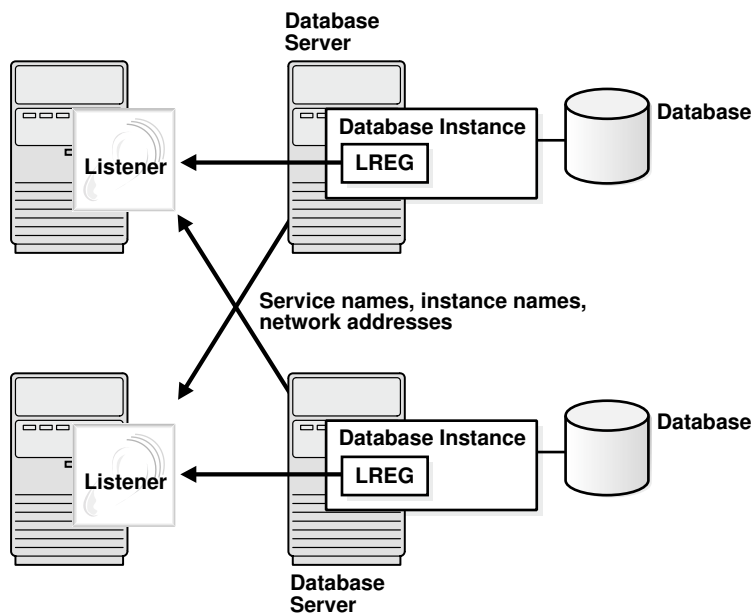 Database
Server
Database Instance
Database
Listener
LREG
Service names, instance names,
network addresses
Database Instance
Database
Listener
LREG
Database
Server